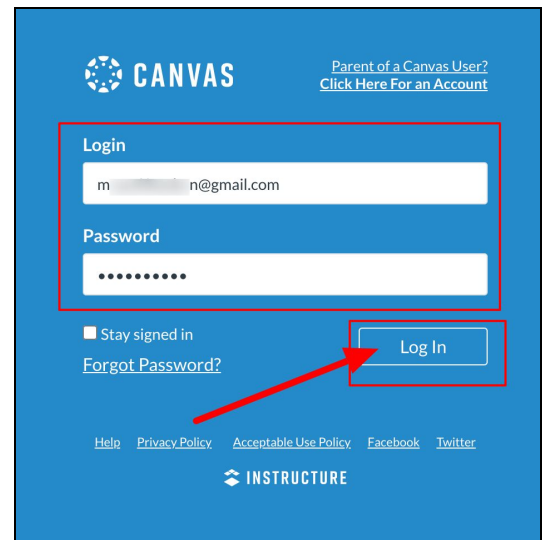 CANVAS
Parent of a Canvas User?
Click Here For an Account
Login
m n@gmail.com
Password
••••••••••
Stay signed in
Forgot Password?
Log In
Help Privacy Policy Acceptable Use Policy Facebook Twitter
INSTRUCTURE